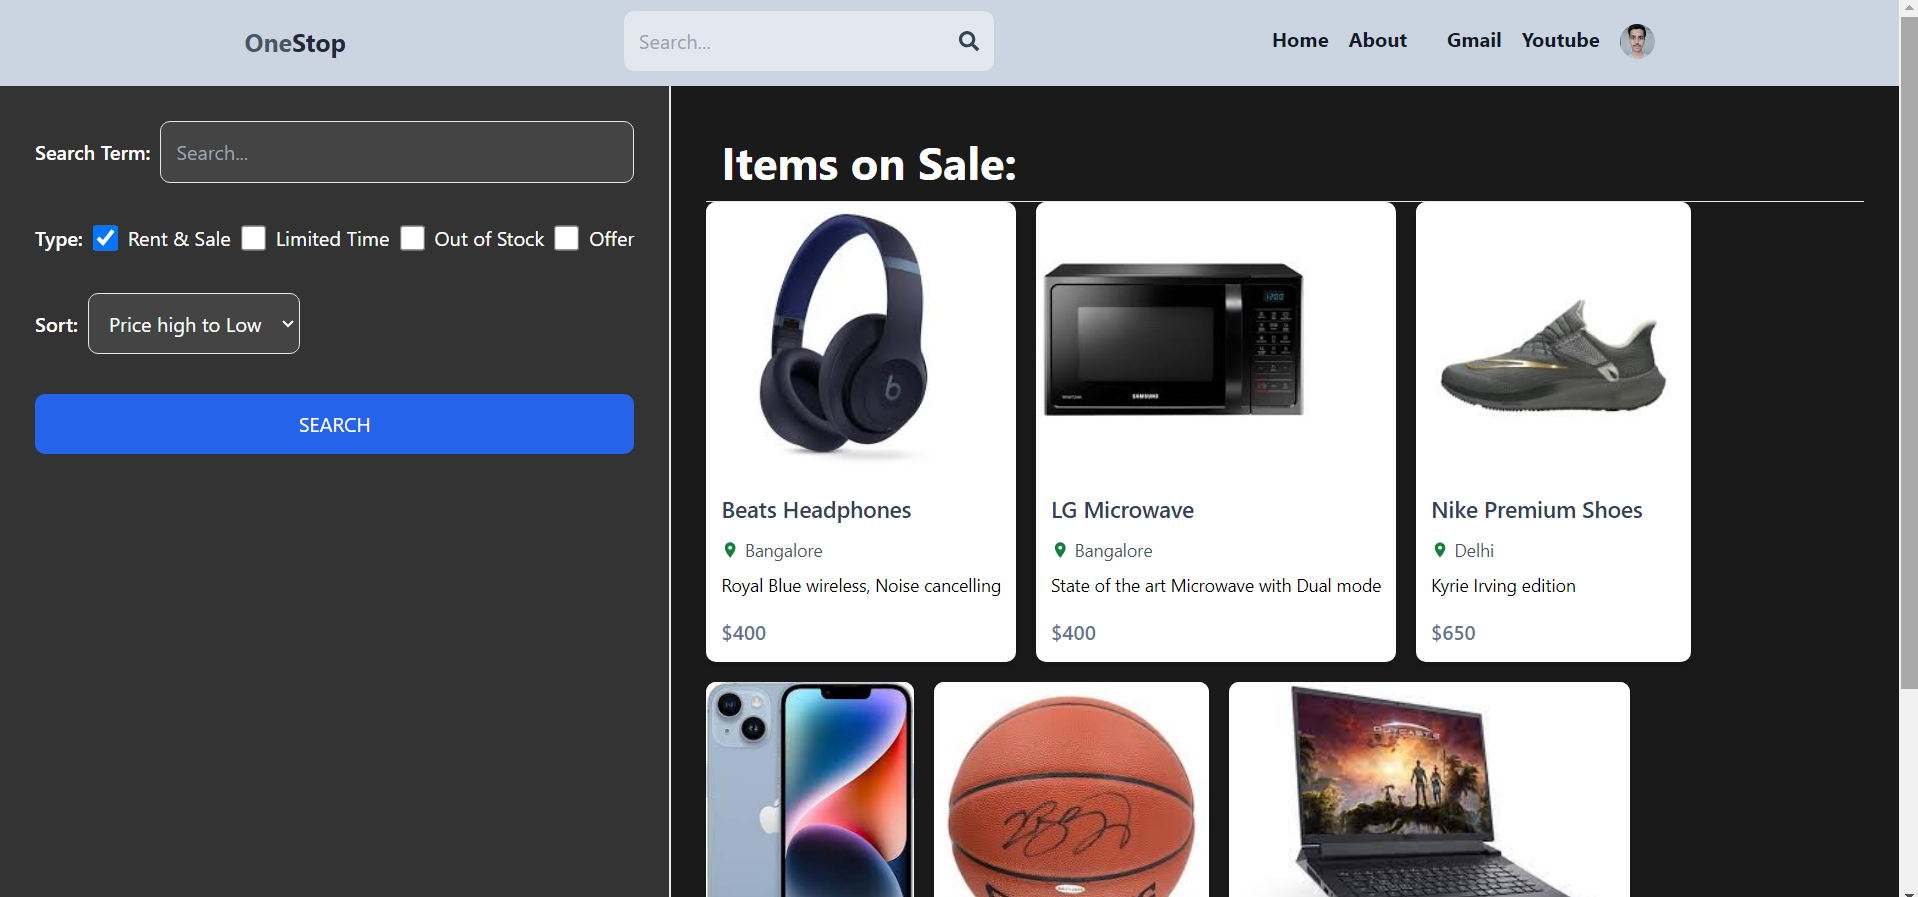 OneStop
Search...
Home About Gmail Youtube
Search Term: Search...
Type: Rent & Sale Limited Time Out of Stock Offer
Sort: Price high to Low
SEARCH
Items on Sale:
b
1200
SAMSUNG
Beats Headphones
Bangalore
Royal Blue wireless, Noise cancelling
$400
LG Microwave
Bangalore
State of the art Microwave with Dual mode
$400
Nike Premium Shoes
Delhi
Kyrie Irving edition
$650